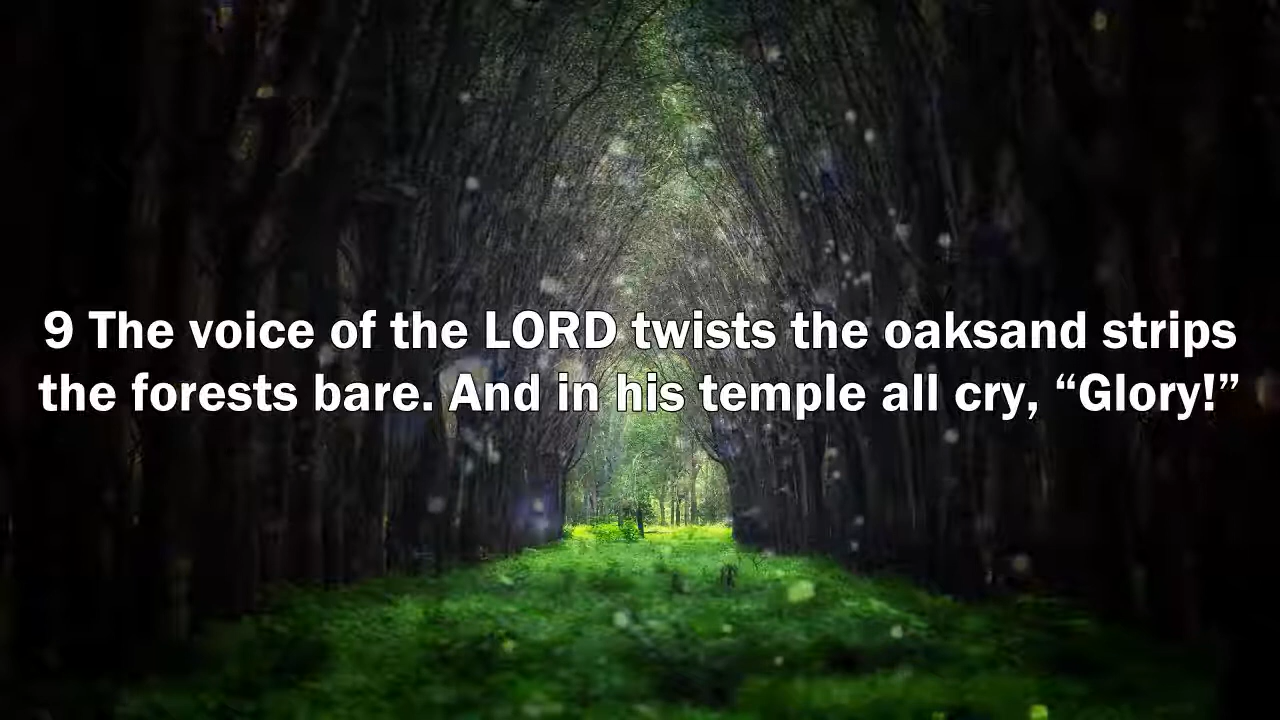 9 The voice of the LORD twists the oaksand strips
the forests bare. And in his temple all cry, “Glory!”